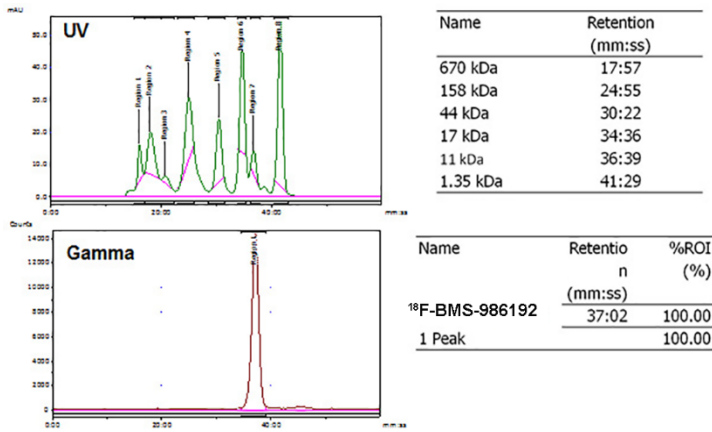 mAU
UV
50.0
40.0
30.0
20.0
10.0
0.0
Region 1
Region 2
Region 3
Region 4
Region 5
Region 6
Region 7
Region 8
0:00
20:00
40:00
mm:ss
Name Retention
(mm:ss)
670 kDa 17:57
158 kDa 24:55
44 kDa 30:22
17 kDa 34:36
11 kDa 36:39
1.35 kDa 41:29
Counts
Gamma
14000
12000
10000
8000
6000
4000
2000
0
0:00
20:00
40:00
mm:ss
Name Retentio %ROI
n (%)
(mm:ss)
¹⁸F-BMS-986192 37:02 100.00
1 Peak 100.00